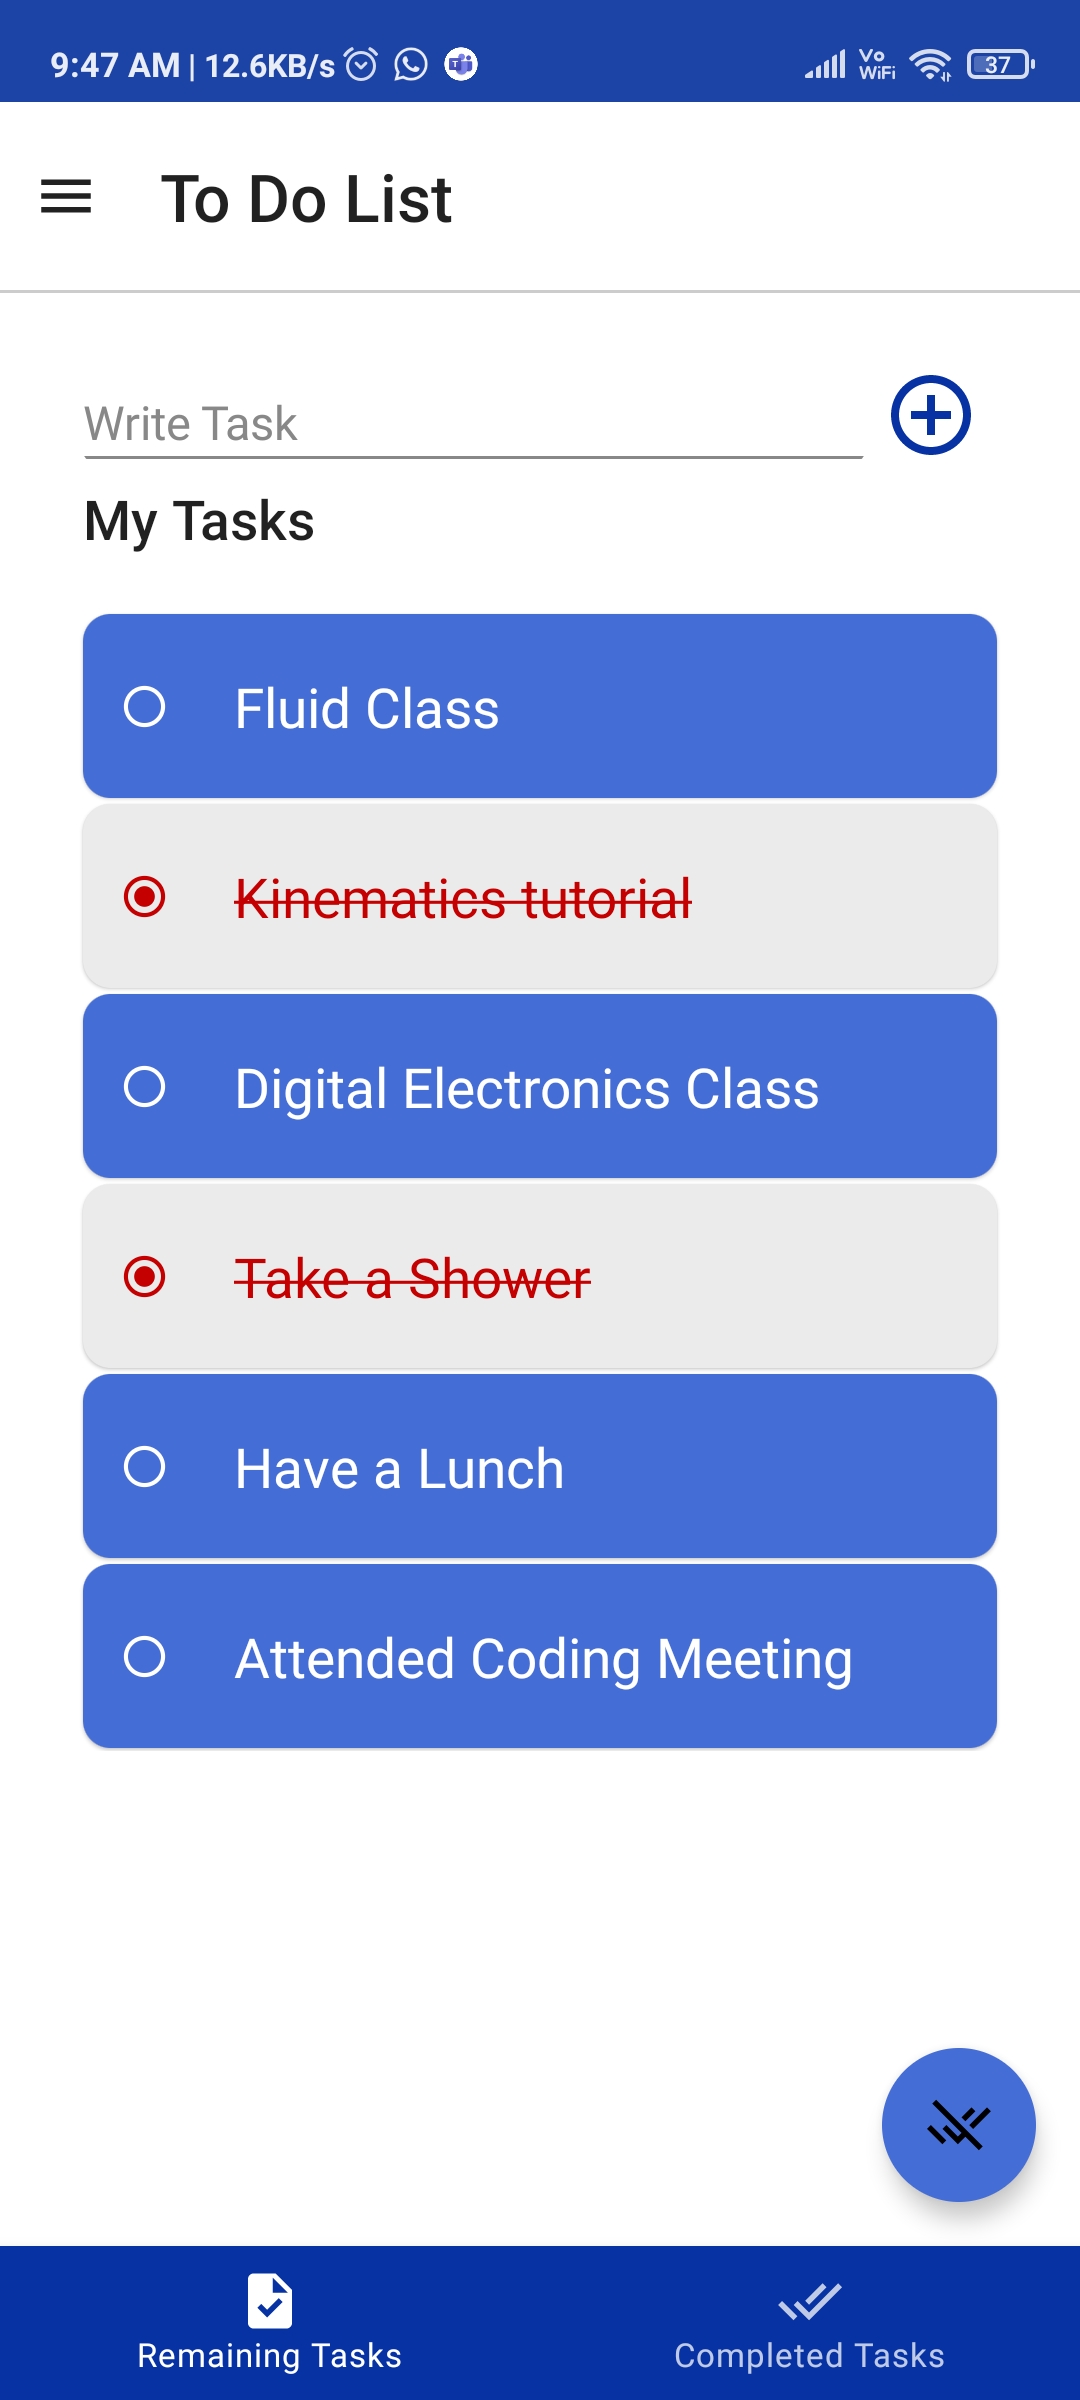 9:47 AM | 12.6KB/s
Vo
WiFi
37
To Do List
Write Task
My Tasks
Fluid Class
Kinematics tutorial
Digital Electronics Class
Take a Shower
Have a Lunch
Attended Coding Meeting
Remaining Tasks
Completed Tasks